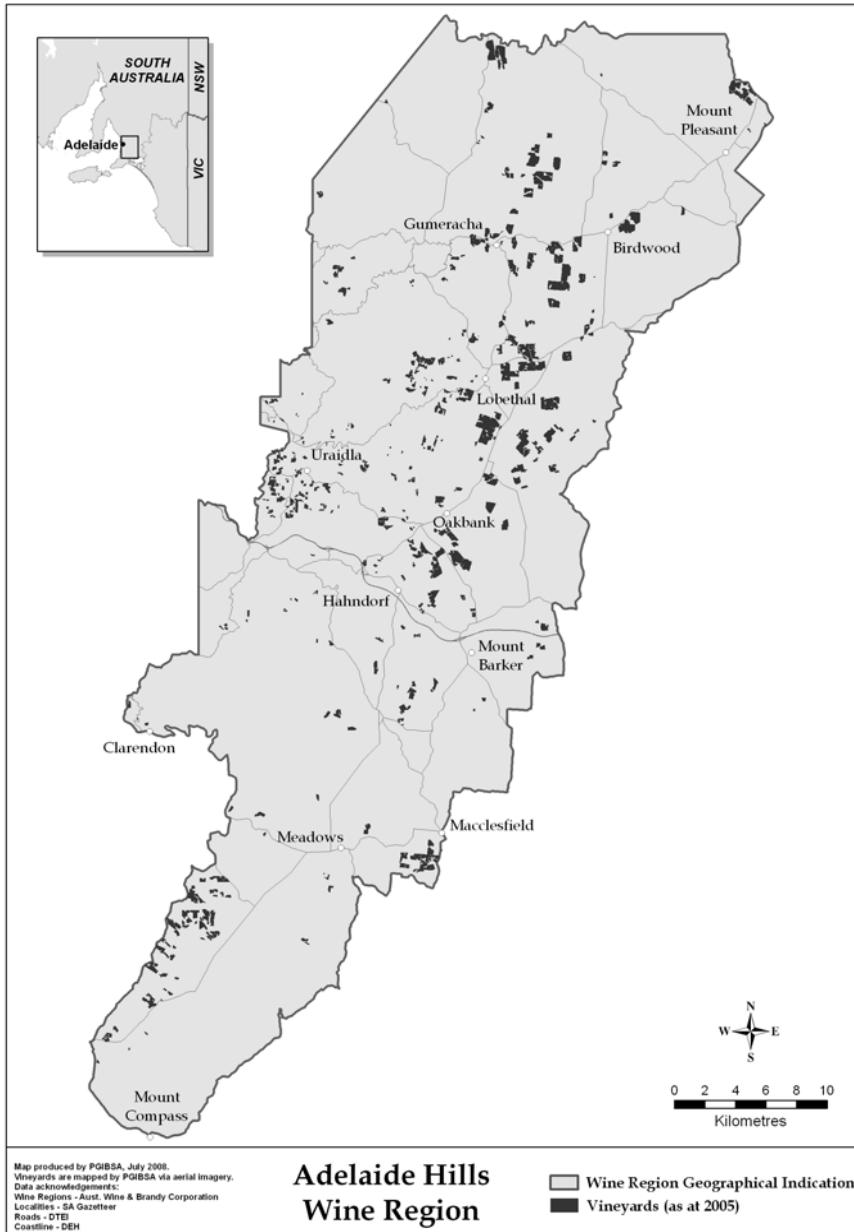 SOUTH
AUSTRALIA
NSW
Adelaide
VIC
Mount
Pleasant
Gumeracha
Birdwood
Lobethal
Uraidla
Oakbank
Hahndorf
Mount
Barker
Clarendon
Macclesfield
Meadows
N
W
E
S
0 2 4 6 8 10
Kilometres
Mount
Compass
Map produced by PGIBSA, July 2008.
Vineyards are mapped by PGIBSA via aerial imagery.
Data acknowledgements:
Wine Regions - Aust. Wine & Brandy Corporation
Localities - SA Gazetteer
Roads - DTEI
Coastline - DEH
Adelaide Hills
Wine Region
Wine Region Geographical Indication
Vineyards (as at 2005)